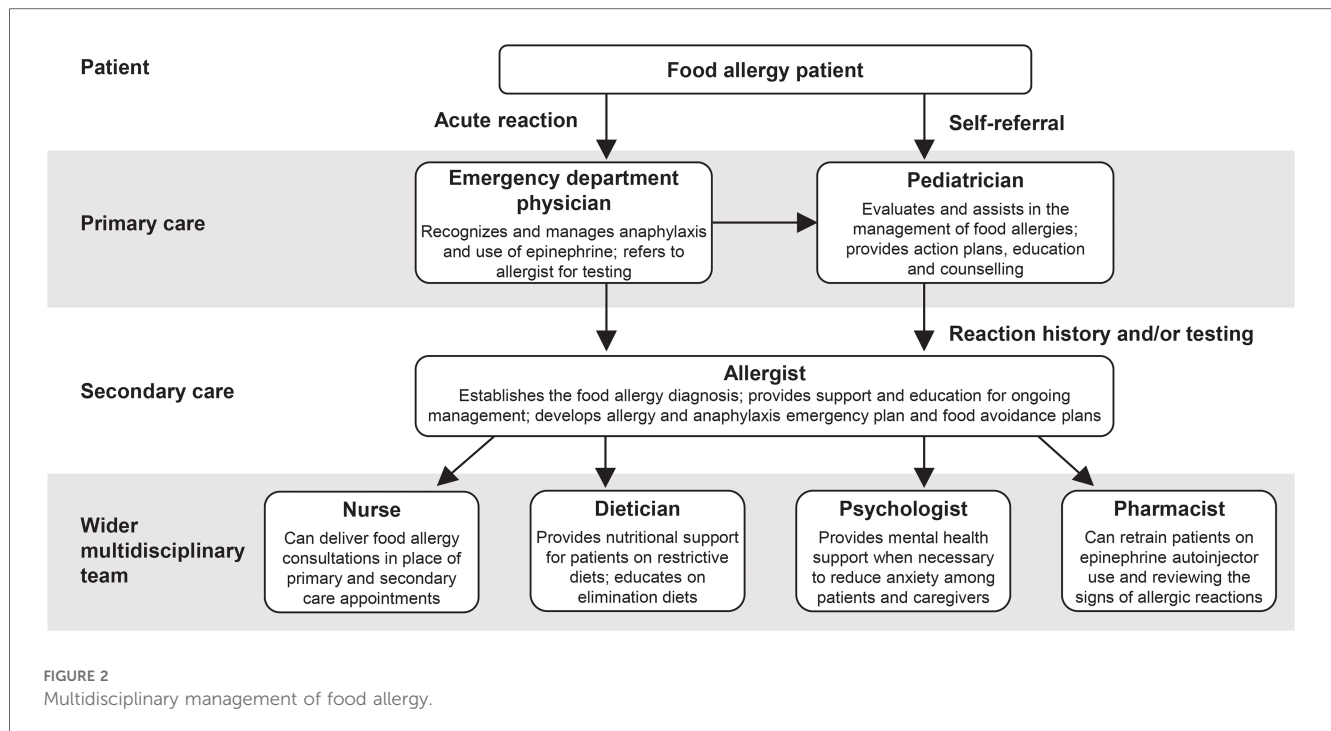 Patient
Food allergy patient
Acute reaction
Self-referral
Primary care
Emergency department
physician
Recognizes and manages anaphylaxis
and use of epinephrine; refers to
allergist for testing
Pediatrician
Evaluates and assists in the
management of food allergies;
provides action plans, education
and counselling
Reaction history and/or testing
Secondary care
Allergist
Establishes the food allergy diagnosis; provides support and education for ongoing
management; develops allergy and anaphylaxis emergency plan and food avoidance plans
Wider
multidisciplinary
team
Nurse
Can deliver food allergy
consultations in place of
primary and secondary
care appointments
Dietician
Provides nutritional support
for patients on restrictive
diets; educates on
elimination diets
Psychologist
Provides mental health
support when necessary
to reduce anxiety among
patients and caregivers
Pharmacist
Can retrain patients on
epinephrine autoinjector
use and reviewing the
signs of allergic reactions
FIGURE 2
Multidisciplinary management of food allergy.